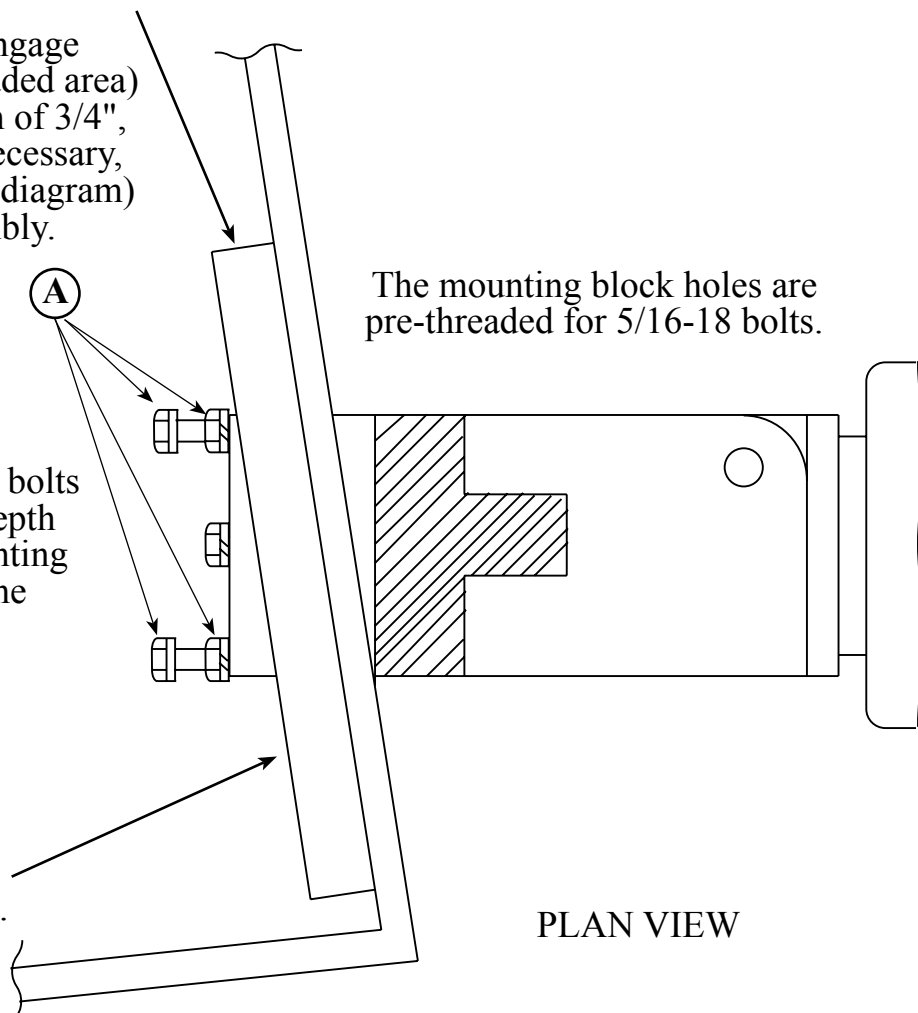 ngage
ded area)
of 3/4",
ecessary,
diagram)
bly.
A
The mounting block holes are
pre-threaded for 5/16-18 bolts.
bolts
epth
nting
he
.
PLAN VIEW